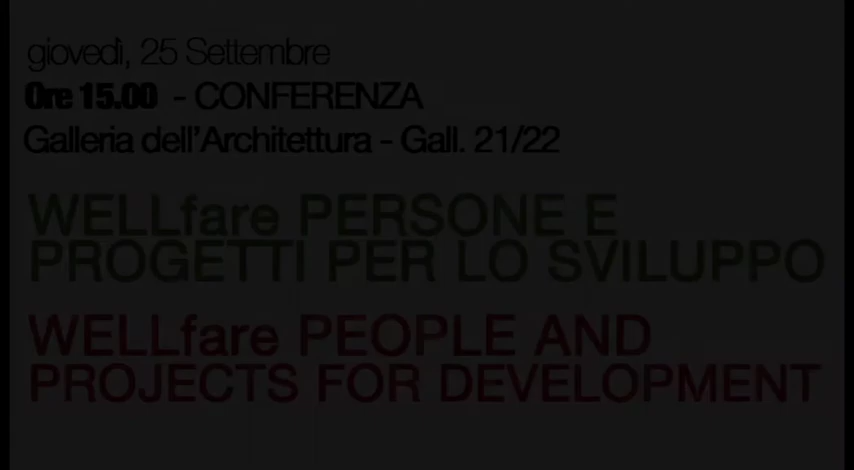 giovedì, 25 Settembre
Ore 15.00 - CONFERENZA
Galleria dell'Architettura - Gall. 21/22
WELLfare PERSONE E
PROGETTI PER LO SVILUPPO
WELLfare PEOPLE AND
PROJECTS FOR DEVELOPMENT